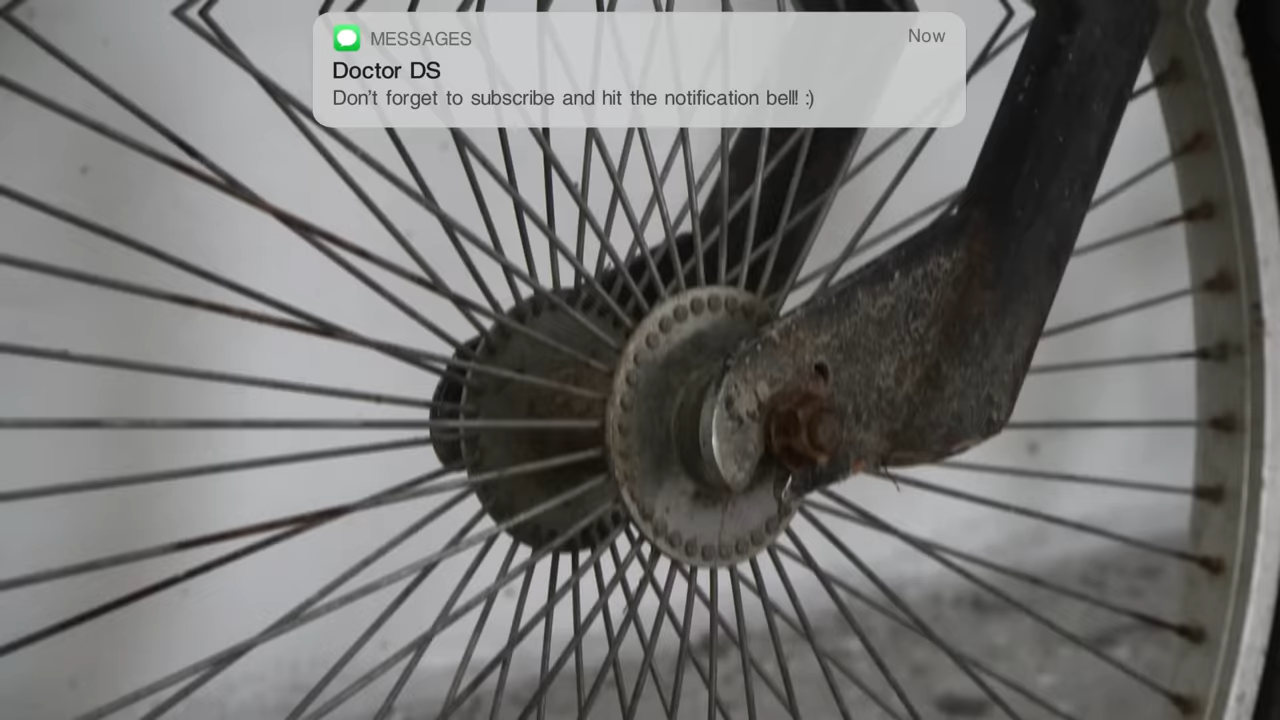 MESSAGES Now
Doctor DS
Don't forget to subscribe and hit the notification bell! :)